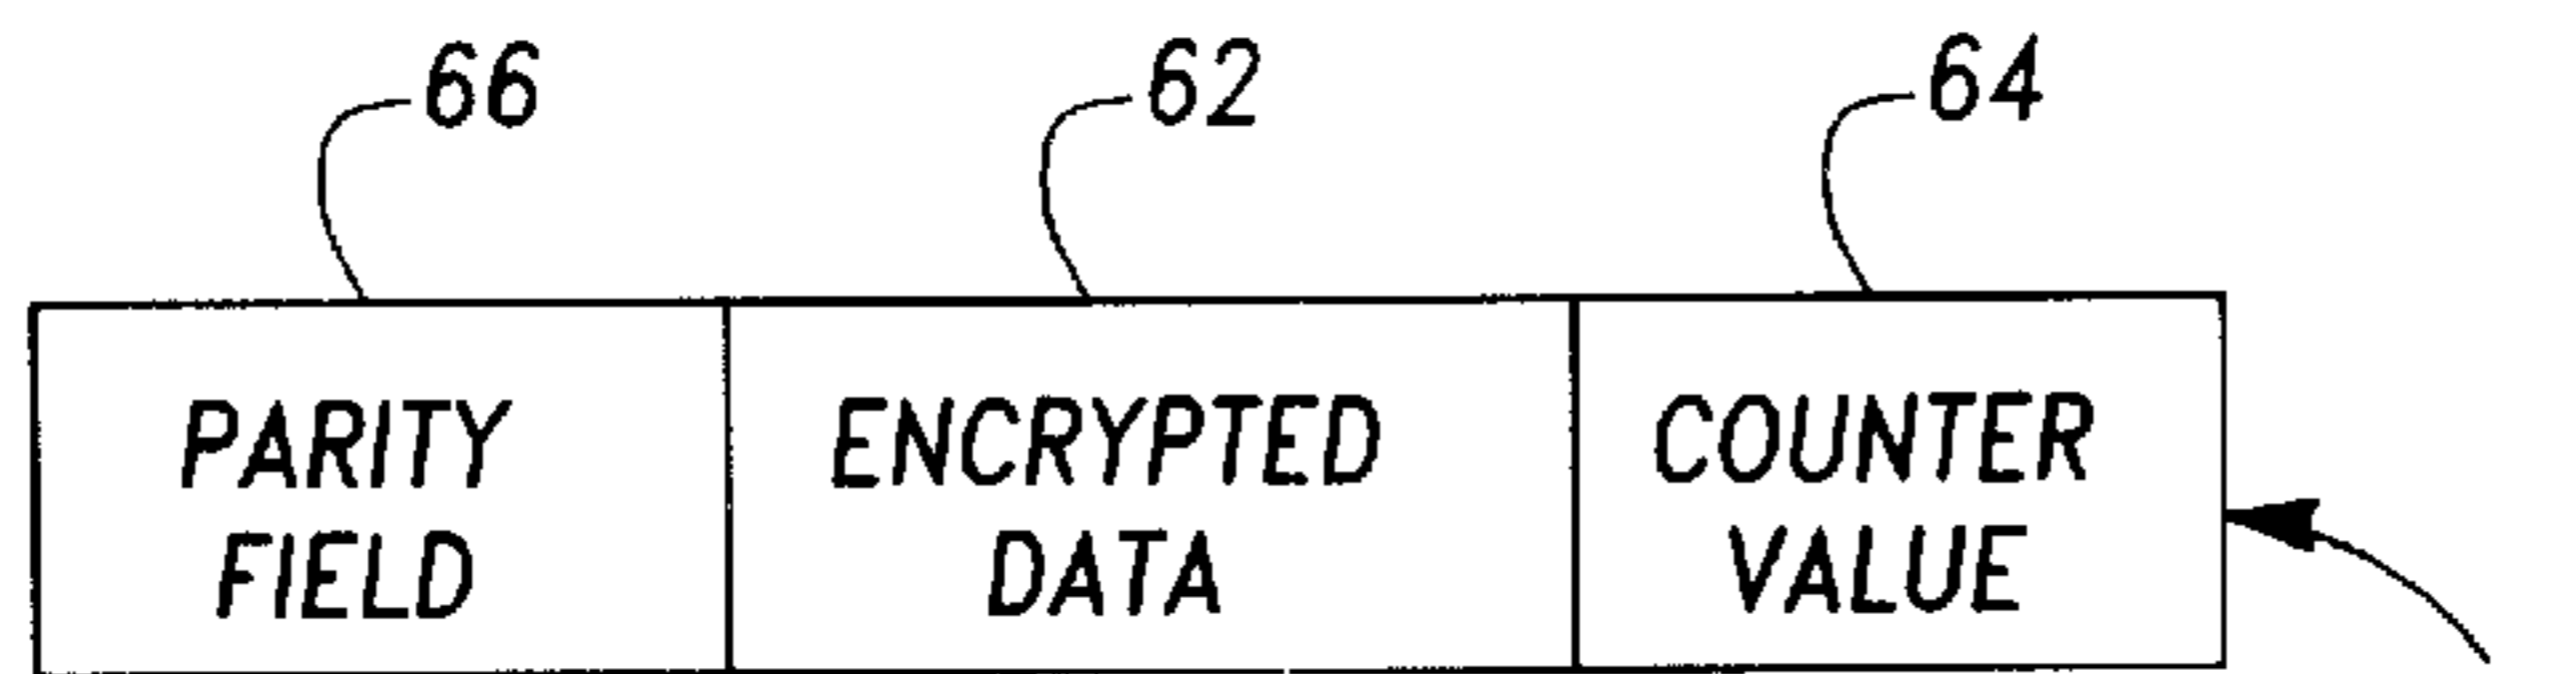 66 62 64
PARITY ENCRYPTED COUNTER
FIELD DATA VALUE